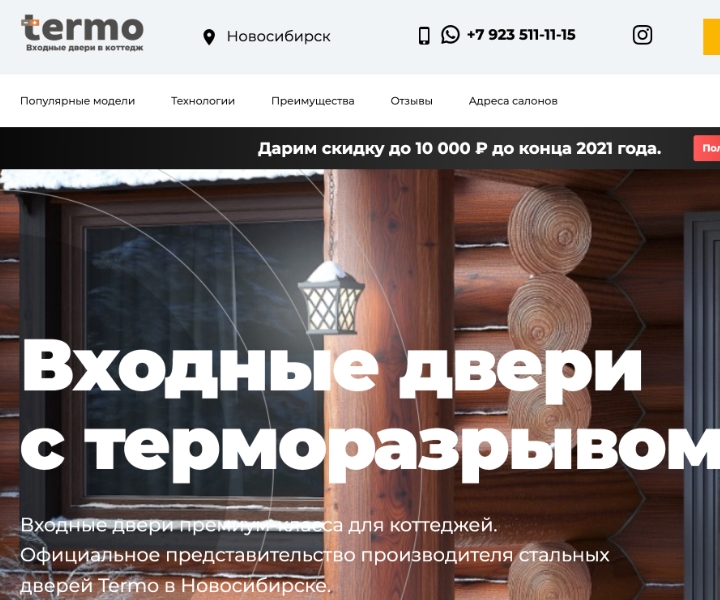 termo
Входные двери в коттедж
Новосибирск
+7 923 511-11-15
Популярные модели Технологии Преимущества Отзывы Адреса салонов
Дарим скидку до 10 000 ₽ до конца 2021 года.
Входные двери
с терморазрывом
Входные двери премиум-класса для коттеджей.
Официальное представительство производителя стальных
дверей Termo в Новосибирске.